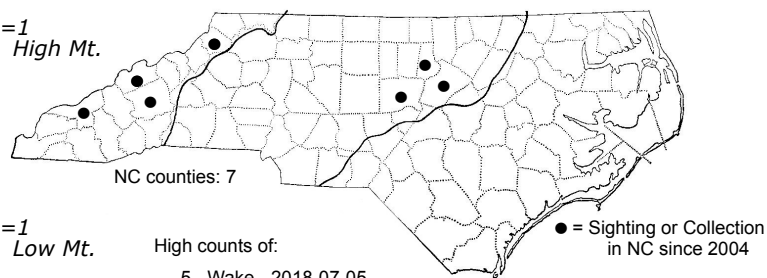 =1
High Mt.
NC counties: 7
● = Sighting or Collection
in NC since 2004
=1
Low Mt.
High counts of:
5 - Wake - 2018-07-05